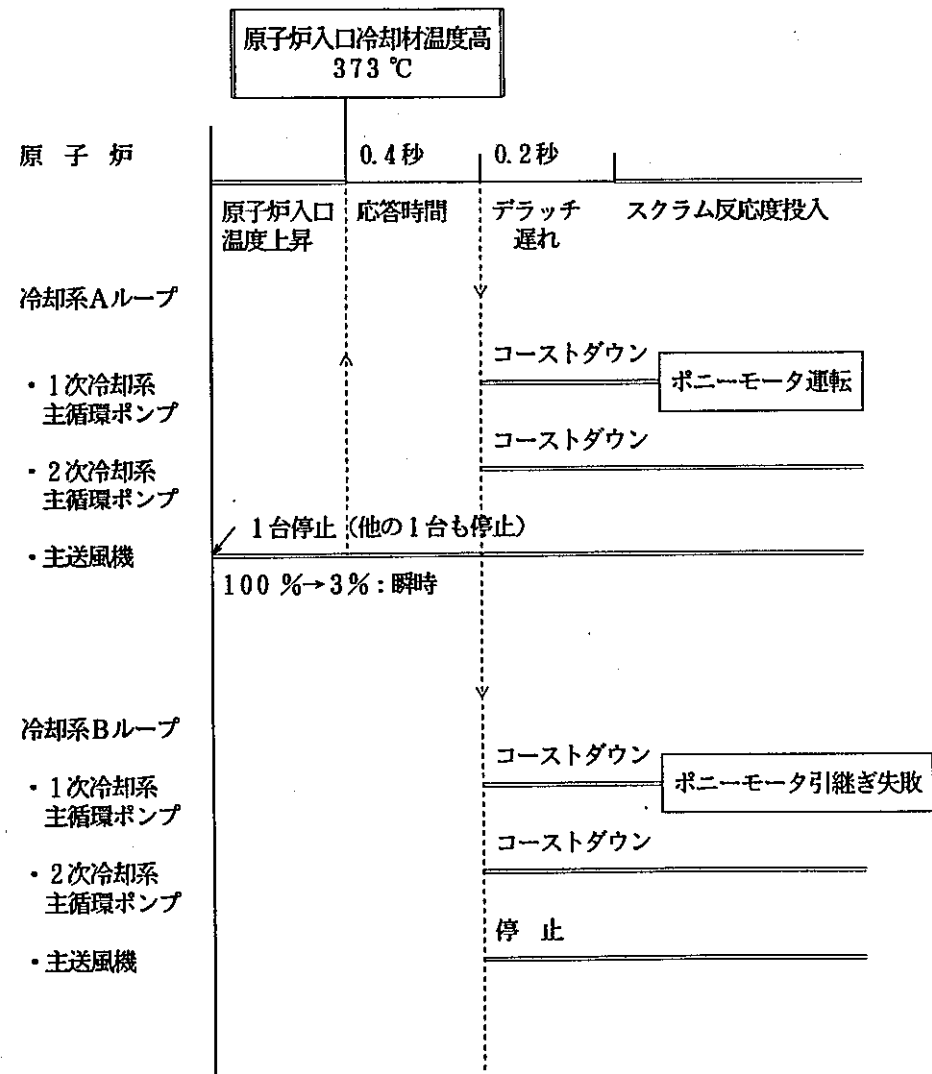 原子炉入口冷却材温度高
373 ℃
原 子 炉
0.4秒
0.2秒
原子炉入口
温度上昇
応答時間
デラッチ
遅れ
スクラム反応度投入
冷却系Aループ
・1次冷却系
主循環ポンプ
コーストダウン
ポニーモータ運転
・2次冷却系
主循環ポンプ
コーストダウン
・主送風機
1台停止（他の1台も停止）
100 %→3%：瞬時
冷却系Bループ
・1次冷却系
主循環ポンプ
コーストダウン
ポニーモータ引継ぎ失敗
・2次冷却系
主循環ポンプ
コーストダウン
・主送風機
停 止